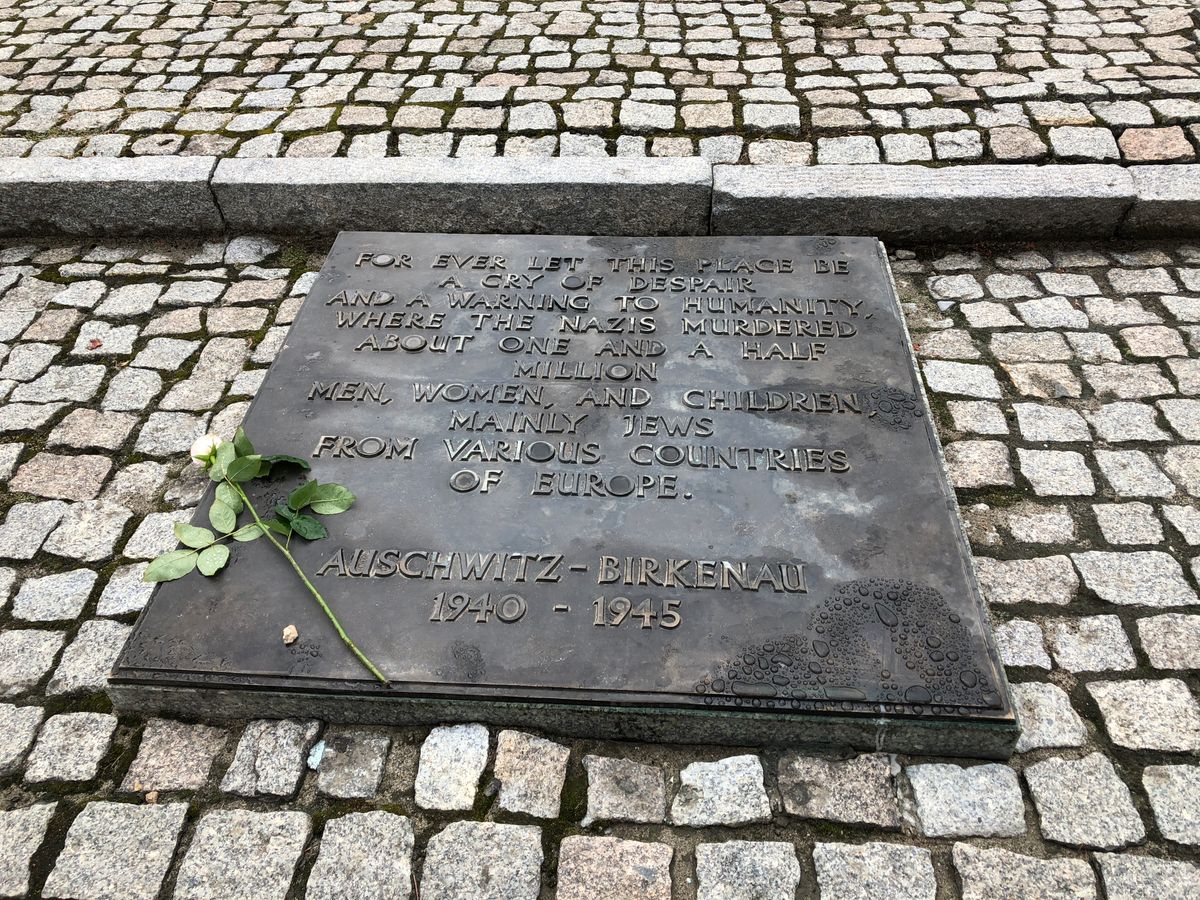 FOR EVER LET THIS PLACE BE
A CRY OF DESPAIR
AND A WARNING TO HUMANITY,
WHERE THE NAZIS MURDERED
ABOUT ONE AND A HALF
MILLION
MEN, WOMEN, AND CHILDREN,
MAINLY JEWS
FROM VARIOUS COUNTRIES
OF EUROPE.
AUSCHWITZ - BIRKENAU
1940 - 1945